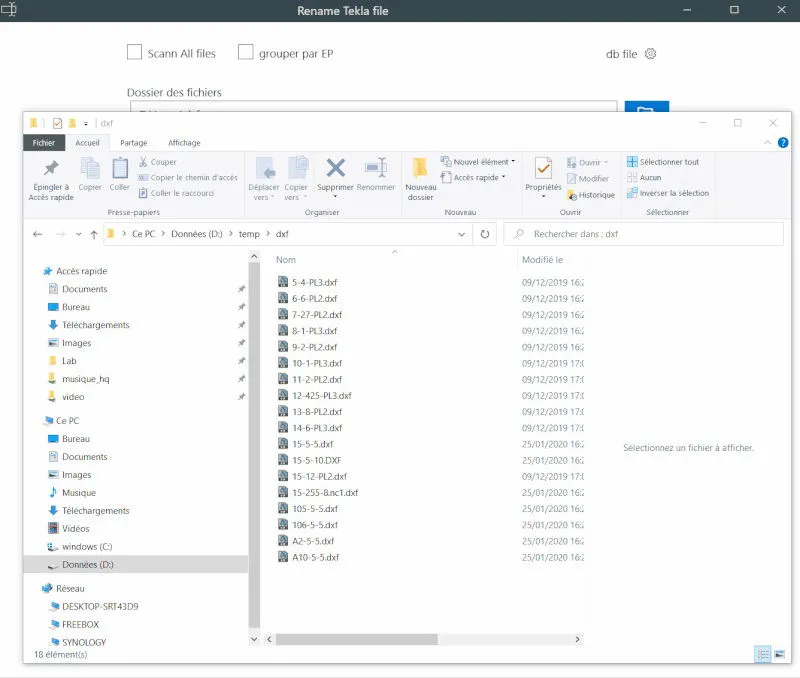 Rename Tekla file
Scann All files
grouper par EP
db file
Dossier des fichiers
dxf
Fichier
Accueil
Partage
Affichage
Épingler à
Accès rapide
Copier
Coller
Couper
Copier le chemin d'accès
Coller le raccourci
Presse-papiers
Déplacer
vers
Copier
vers
Supprimer
Renommer
Organiser
Nouveau
dossier
Nouvel élément
Accès rapide
Nouveau
Propriétés
Ouvrir
Modifier
Historique
Ouvrir
Sélectionner tout
Aucun
Inverser la sélection
Sélectionner
Ce PC > Données (D:) > temp > dxf
Rechercher dans : dxf
Accès rapide
Documents
Bureau
Téléchargements
Images
Lab
musique_hq
video
Ce PC
Bureau
Documents
Images
Musique
Téléchargements
Vidéos
windows (C:)
Données (D:)
Réseau
DESKTOP-SRT43D9
FREEBOX
SYNOLOGY
Nom Modifié le
5-4-PL3.dxf 09/12/2019 16:2
6-6-PL2.dxf 09/12/2019 16:2
7-27-PL2.dxf 09/12/2019 16:2
8-1-PL3.dxf 09/12/2019 16:2
9-2-PL2.dxf 09/12/2019 16:2
10-1-PL3.dxf 09/12/2019 17:0
11-2-PL2.dxf 09/12/2019 17:0
12-425-PL3.dxf 09/12/2019 17:0
13-8-PL2.dxf 09/12/2019 17:0
14-6-PL3.dxf 09/12/2019 17:0
15-5-5.dxf 25/01/2020 16:2
15-5-10.DXF 25/01/2020 16:2
15-12-PL2.dxf 09/12/2019 17:0
15-255-8.nc1.dxf 25/01/2020 16:2
105-5-5.dxf 25/01/2020 16:2
106-5-5.dxf 25/01/2020 16:2
A2-5-5.dxf 25/01/2020 16:2
A10-5-5.dxf 25/01/2020 16:2
Sélectionnez un fichier à afficher.
18 élément(s)